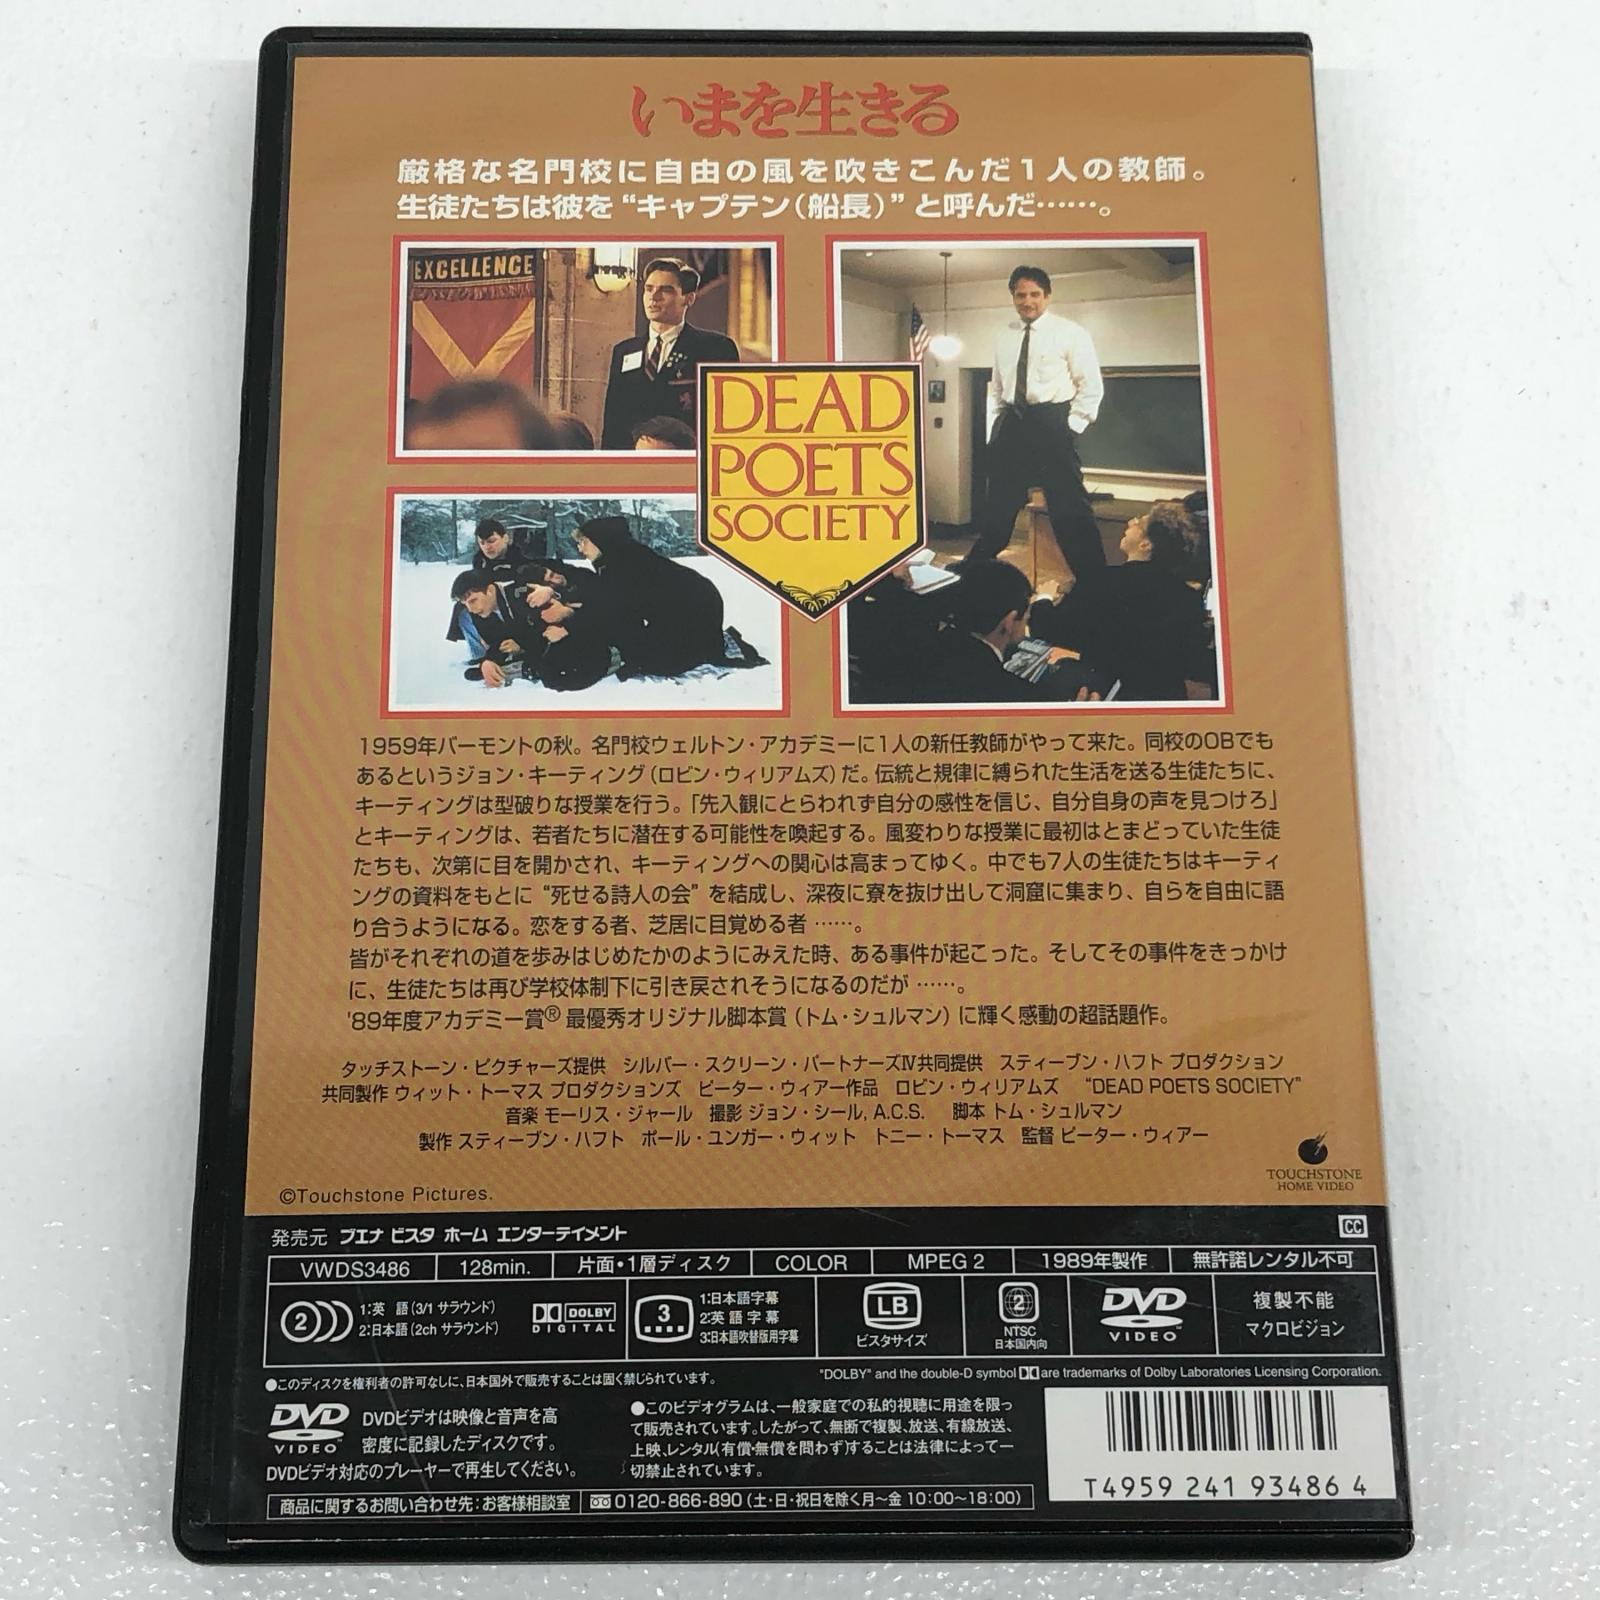 いまを生きる
厳格な名門校に自由の風を吹きこんだ1人の教師。
生徒たちは彼を“キャプテン（船長）”と呼んだ……。
EXCELLENCE
DEAD
POETS
SOCIETY
1959年バーモントの秋。名門校ウェルトン・アカデミーに1人の新任教師がやって来た。同校のOBでも
あるというジョン・キーティング（ロビン・ウィリアムズ）だ。伝統と規律に縛られた生活を送る生徒たちに、
キーティングは型破りな授業を行う。「先入観にとらわれず自分の感性を信じ、自分自身の声を見つけろ」
とキーティングは、若者たちに潜在する可能性を喚起する。風変わりな授業に最初はとまどっていた生徒
たちも、次第に目を開かされ、キーティングへの関心は高まってゆく。中でも7人の生徒たちはキーティ
ングの資料をもとに“死せる詩人の会”を結成し、深夜に寮を抜け出して洞窟に集まり、自らを自由に語
り合うようになる。恋をする者、芝居に目覚める者……。
皆がそれぞれの道を歩みはじめたかのようにみえた時、ある事件が起こった。そしてその事件をきっかけ
に、生徒たちは再び学校体制下に引き戻されそうになるのだが……。
'89年度アカデミー賞®最優秀オリジナル脚本賞（トム・シュルマン）に輝く感動の超話題作。
タッチストーン・ピクチャーズ提供 シルバー・スクリーン・パートナーズⅣ共同提供 スティーブン・ハフト プロダクション
共同製作 ウィット・トーマス プロダクションズ ピーター・ウィアー作品 ロビン・ウィリアムズ “DEAD POETS SOCIETY”
音楽 モーリス・ジャール 撮影 ジョン・シール, A.C.S. 脚本 トム・シュルマン
製作 スティーブン・ハフト ポール・ユンガー・ウィット トニー・トーマス 監督 ピーター・ウィアー
TOUCHSTONE
HOME VIDEO
©Touchstone Pictures.
発売元 ブエナ ビスタ ホーム エンターテイメント
CC
VWDS3486 128min. 片面・1層ディスク COLOR MPEG 2 1989年製作 無許諾レンタル不可
2 1:英 語（3/1 サラウンド）
2:日本語（2ch サラウンド）
DOLBY
DIGITAL
3 1:日本語字幕
2:英 語 字 幕
3:日本語吹替版用字幕
LB
ビスタサイズ
2
NTSC
日本国内向
DVD
VIDEO
複製不能
マクロビジョン
●このディスクを権利者の許可なしに、日本国外で販売することは固く禁じられています。
"DOLBY" and the double-D symbol are trademarks of Dolby Laboratories Licensing Corporation.
DVD
VIDEO
DVDビデオは映像と音声を高
密度に記録したディスクです。
DVDビデオ対応のプレーヤーで再生してください。
●このビデオグラムは、一般家庭での私的視聴に用途を限っ
て販売されています。したがって、無断で複製、放送、有線放送、
上映、レンタル（有償・無償を問わず）することは法律によって一
切禁止されています。
商品に関するお問い合わせ先：お客様相談室 0120-866-890（土・日・祝日を除く月〜金 10:00〜18:00）
T4959 241 93486 4